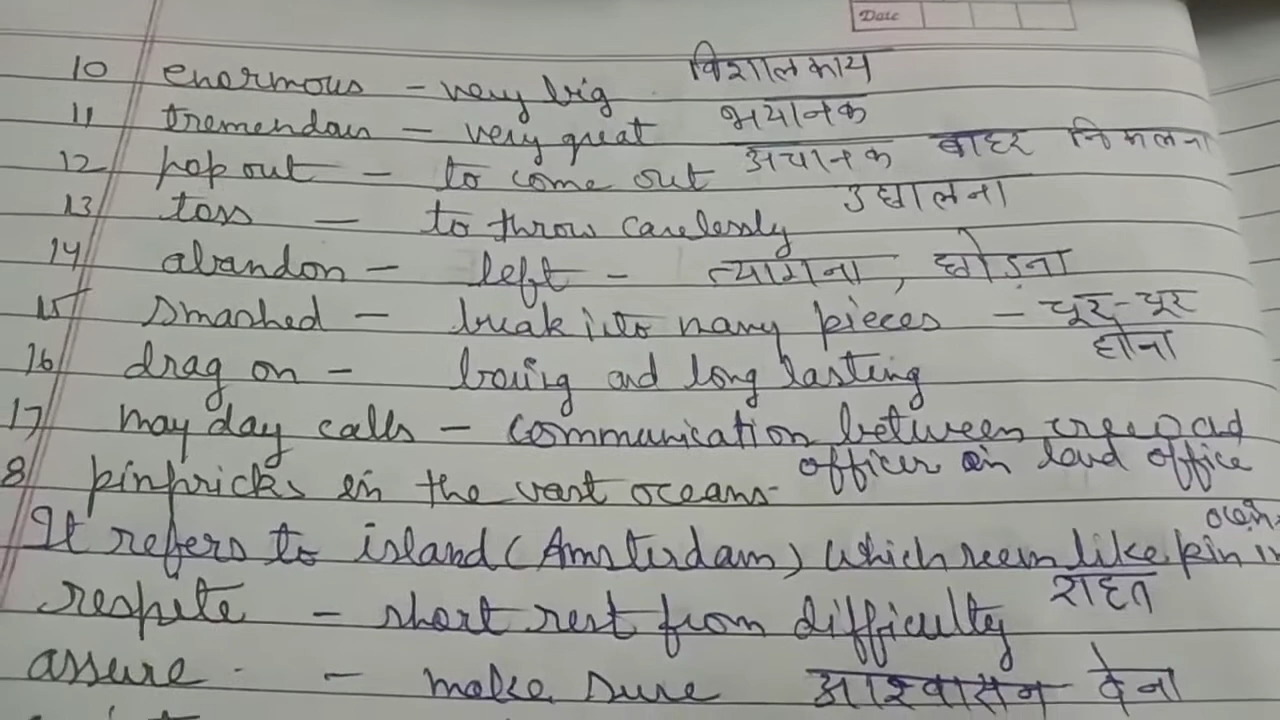 Date
10 enormous - very big विशालकाय
11 tremendous - very great भयानक
12 pop out - to come out अचानक बाहर निकलना
13 toss - to throw carelessly उछालना
14 abandon - left - त्यागना, छोड़ना
15 Smashed - break into many pieces - चूर-चूर होना
16 drag on - boring and long lasting
17 may day calls - communication between crew and officer in land office
8 pinpricks in the vast oceans-
It refers to island (Amsterdam) which seem like pin in ocean
respite - short rest from difficulty राहत
assure - make sure आश्वासन देना